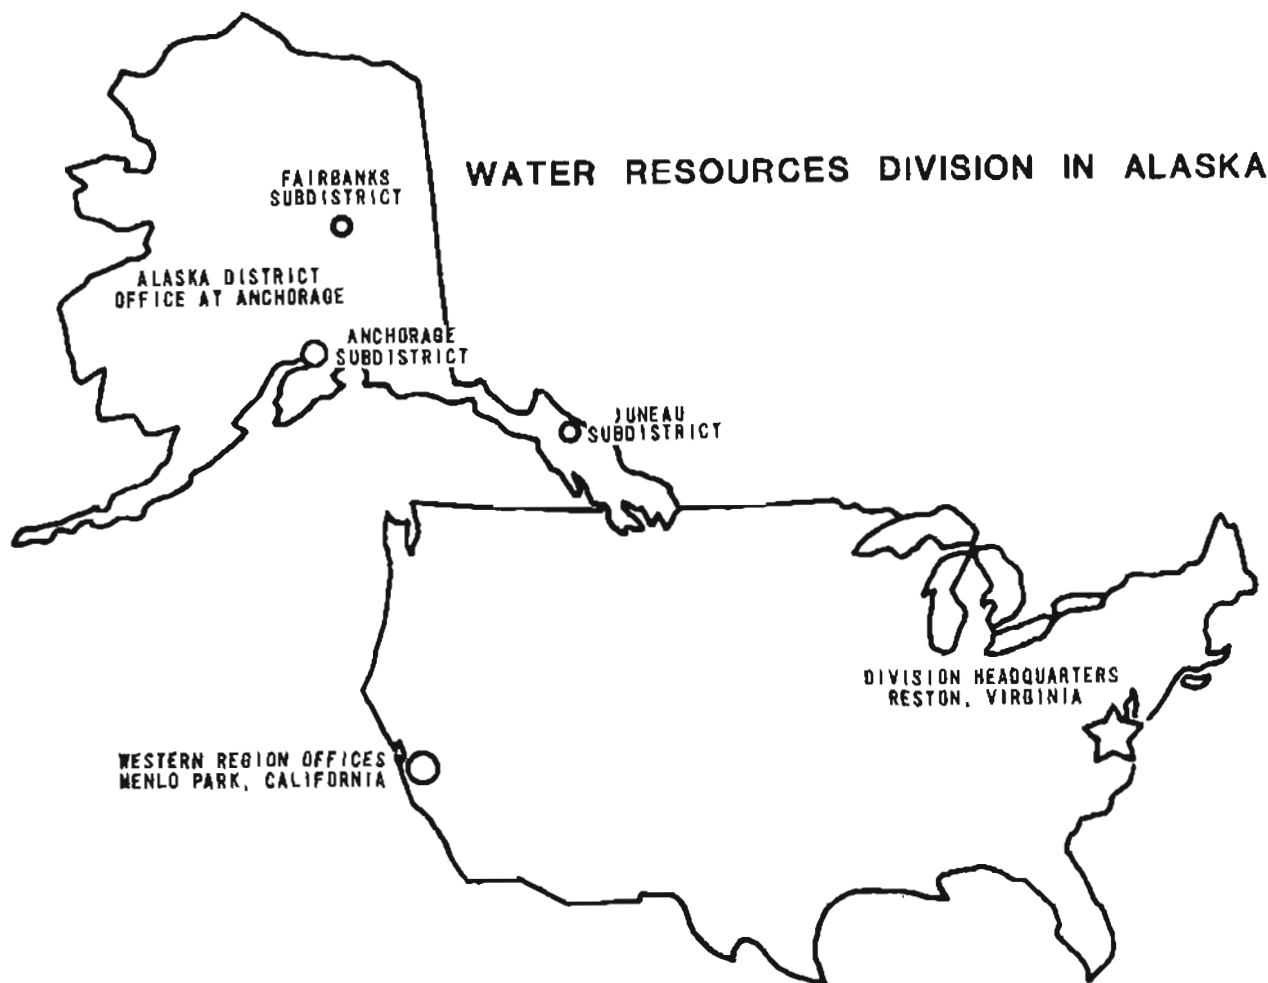 WATER RESOURCES DIVISION IN ALASKA
FAIRBANKS
SUBDISTRICT
ALASKA DISTRICT
OFFICE AT ANCHORAGE
ANCHORAGE
SUBDISTRICT
JUNEAU
SUBDISTRICT
DIVISION HEADQUARTERS
RESTON, VIRGINIA
WESTERN REGION OFFICES
MENLO PARK, CALIFORNIA